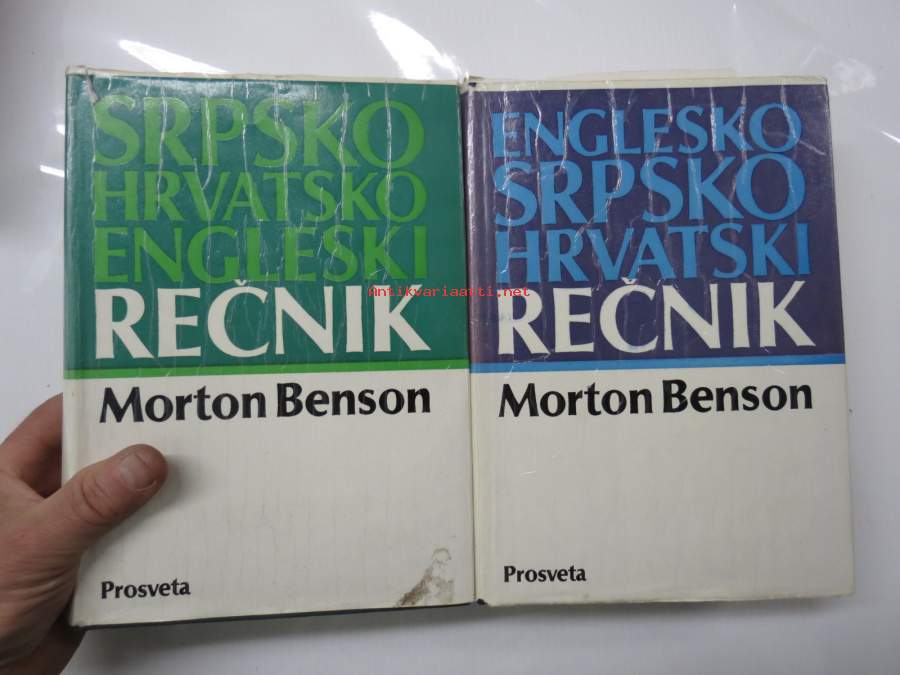 SRPSKO
HRVATSKO
ENGLESKI
REČNIK
Morton Benson
Prosveta
ENGLESKO
SRPSKO
HRVATSKI
REČNIK
Morton Benson
Prosveta
Antikvariaatti.net